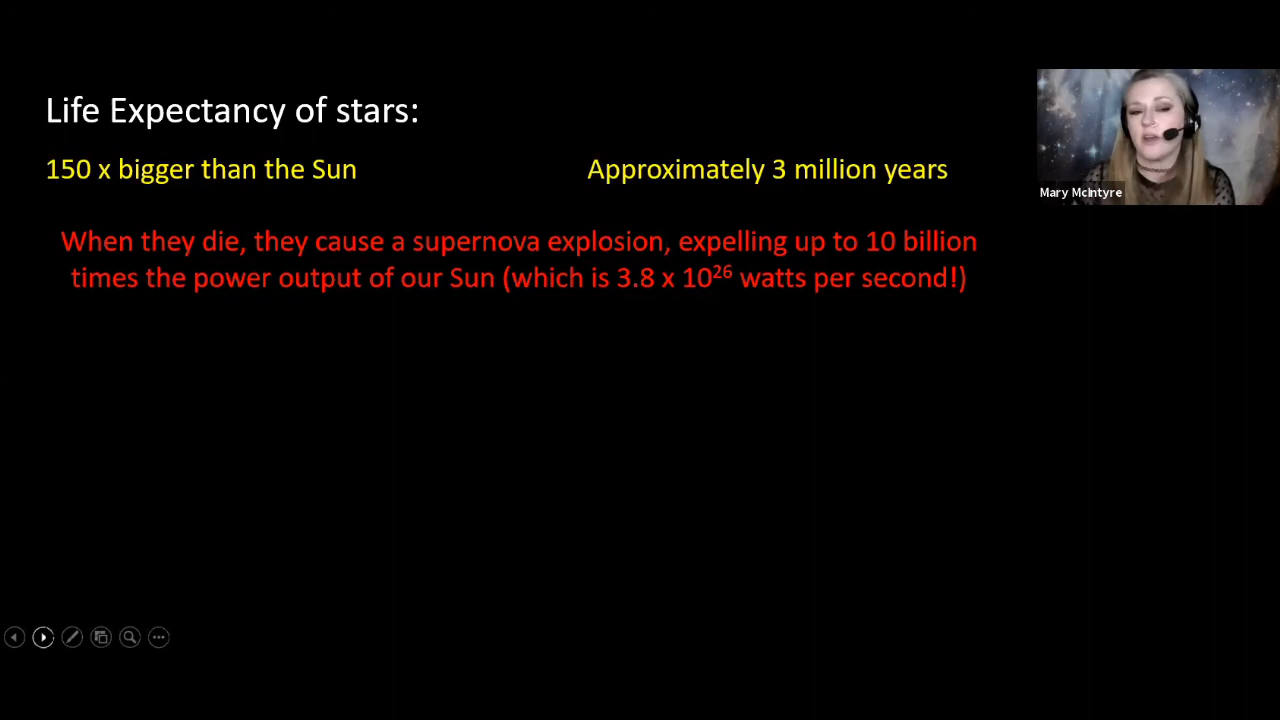 Life Expectancy of stars:
150 x bigger than the Sun Approximately 3 million years
When they die, they cause a supernova explosion, expelling up to 10 billion
times the power output of our Sun (which is 3.8 x 10²⁶ watts per second!)
Mary McIntyre